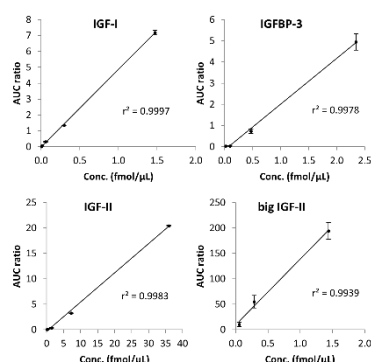 IGF-I
8
7
6
5
4
3
2
1
0
AUC ratio
r² = 0.9997
0.0 0.5 1.0 1.5 2.0
Conc. (fmol/µL)
IGFBP-3
6
5
4
3
2
1
0
AUC ratio
r² = 0.9978
0.0 0.5 1.0 1.5 2.0 2.5
Conc. (fmol/µL)
IGF-II
25
20
15
10
5
0
AUC ratio
r² = 0.9983
0 5 10 15 20 25 30 35 40
Conc. (fmol/µL)
big IGF-II
250
200
150
100
50
0
AUC ratio
r² = 0.9939
0.0 0.5 1.0 1.5 2.0
Conc. (fmol/µL)